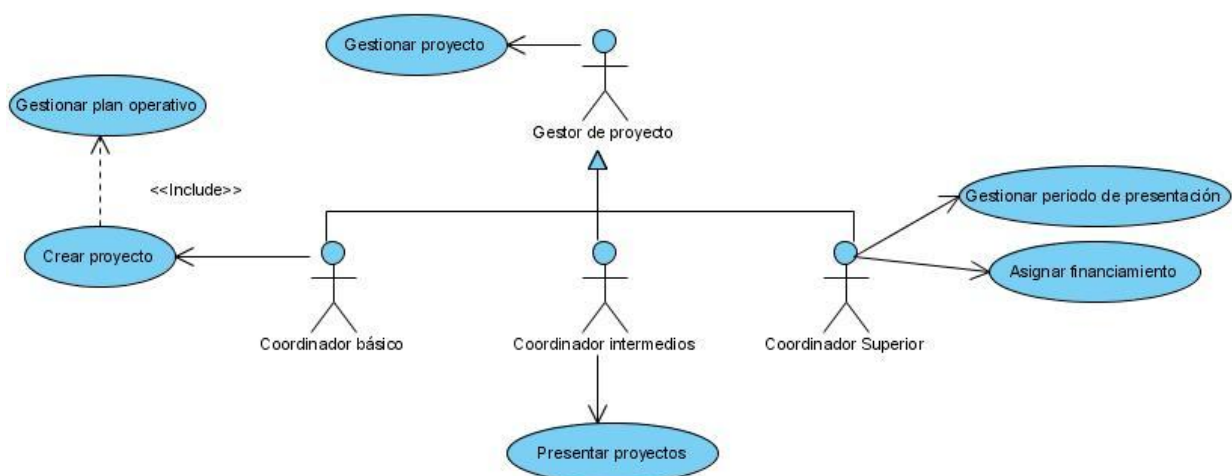 Gestionar proyecto
Gestor de proyecto
Gestionar plan operativo
<<Include>>
Gestionar periodo de presentación
Crear proyecto
Asignar financiamiento
Coordinador básico
Coordinador intermedios
Coordinador Superior
Presentar proyectos